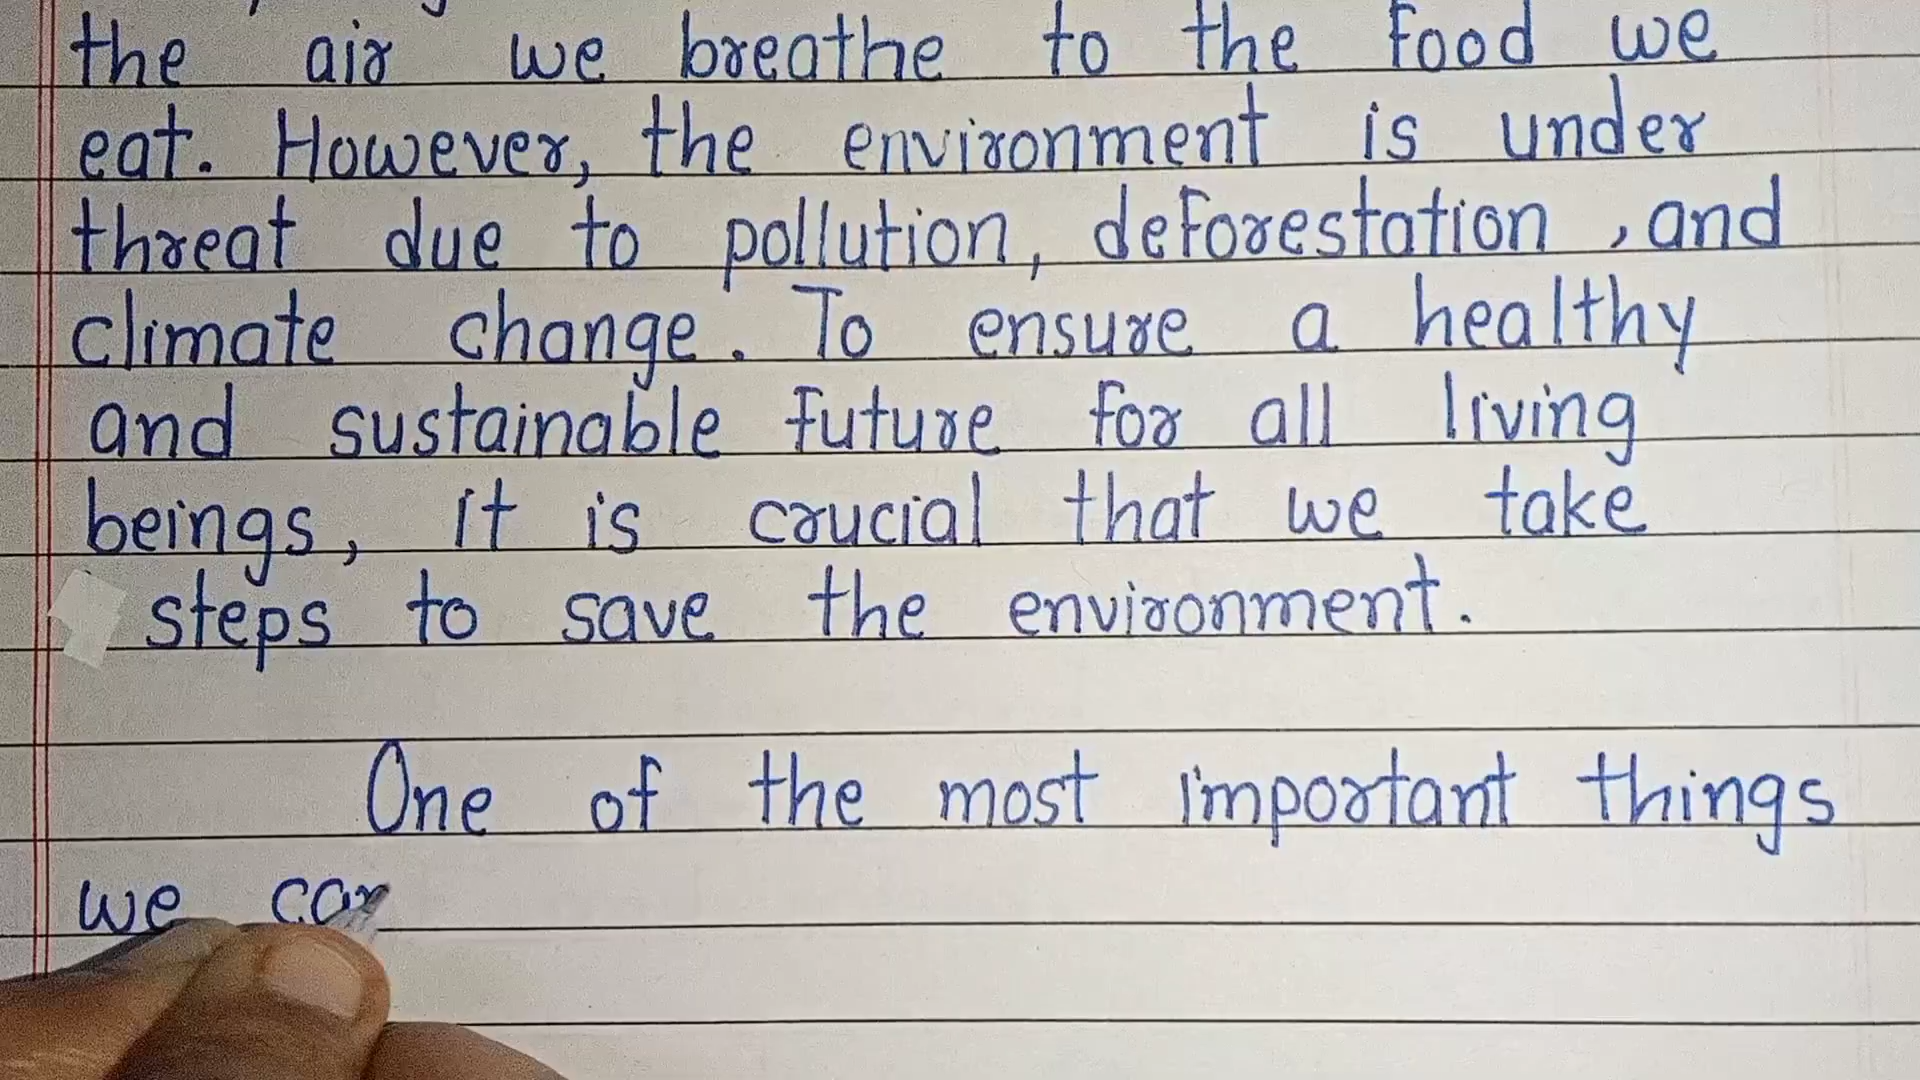 the air we breathe to the food we
eat. However, the environment is under
threat due to pollution, deforestation, and
climate change. To ensure a healthy
and sustainable future for all living
beings, it is crucial that we take
steps to save the environment.
One of the most important things
we can